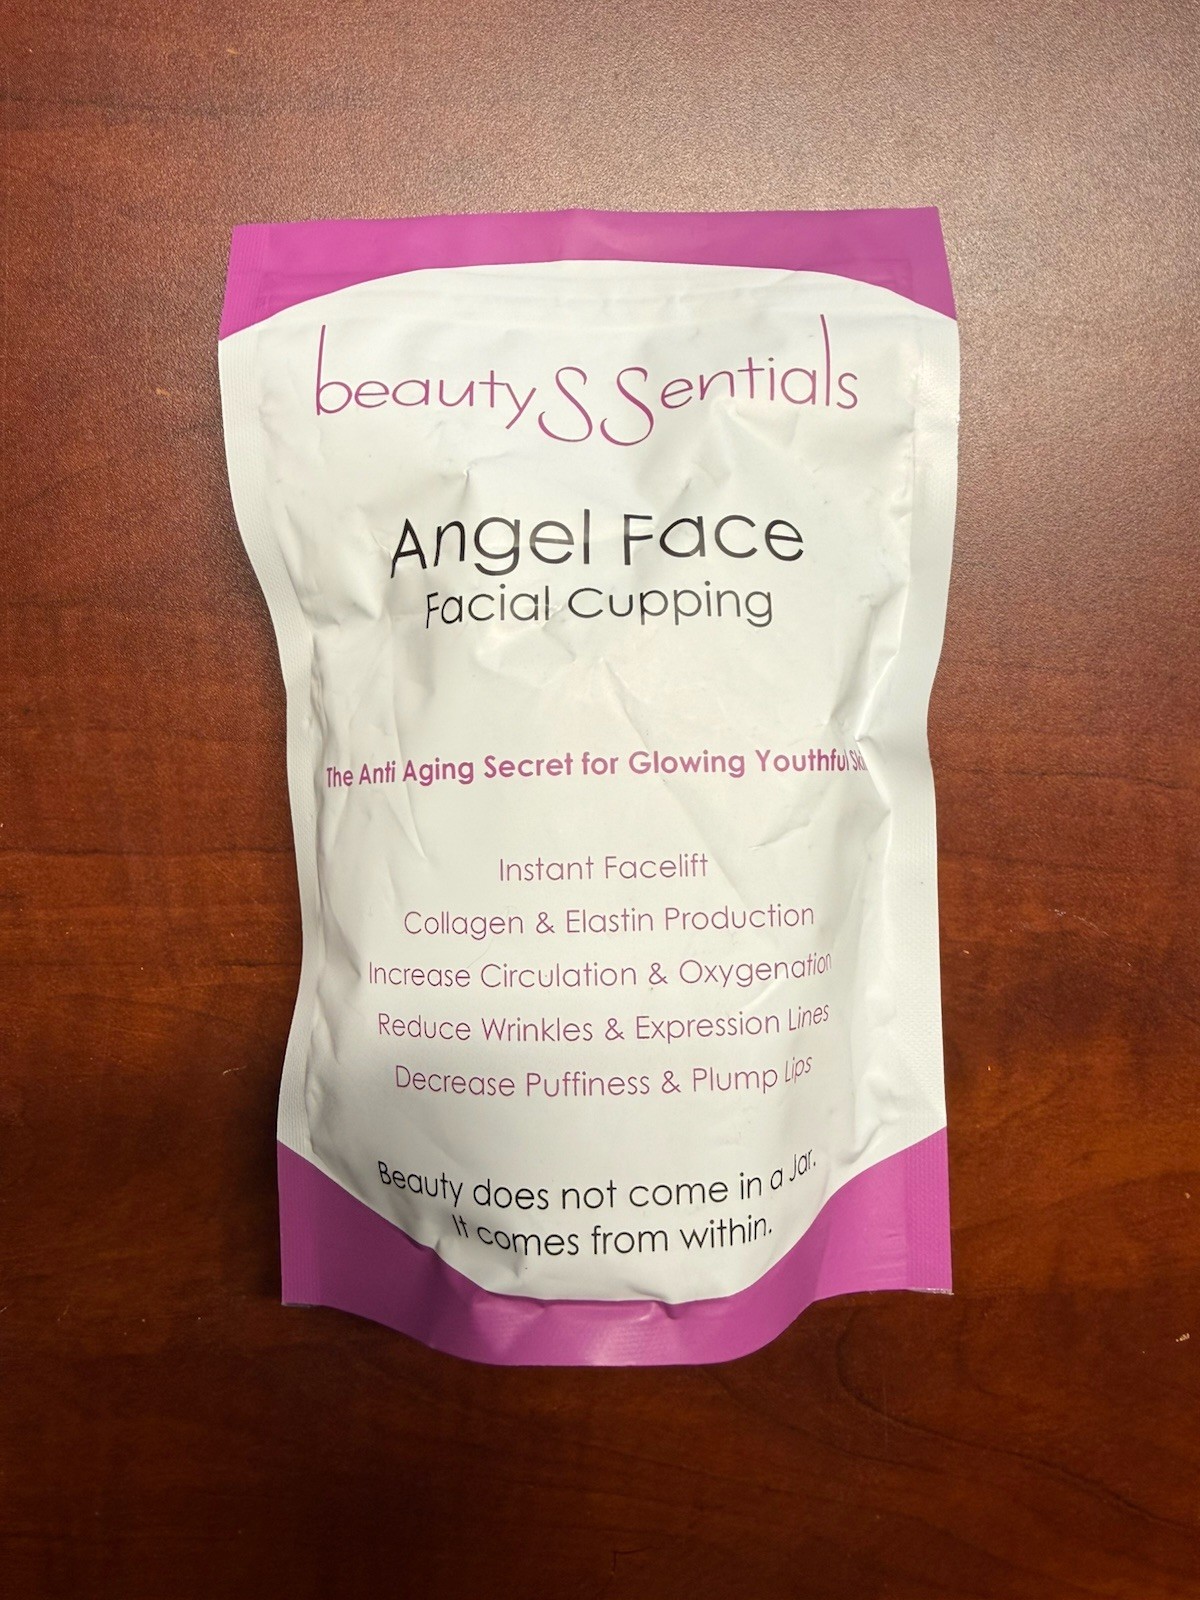 beautySSentials
Angel Face
Facial Cupping
The Anti Aging Secret for Glowing Youthful
Instant Facelift
Collagen & Elastin Production
Increase Circulation & Oxygenation
Reduce Wrinkles & Expression Lines
Decrease Puffiness & Plump Lips
Beauty does not come in a Jar.
It comes from within.